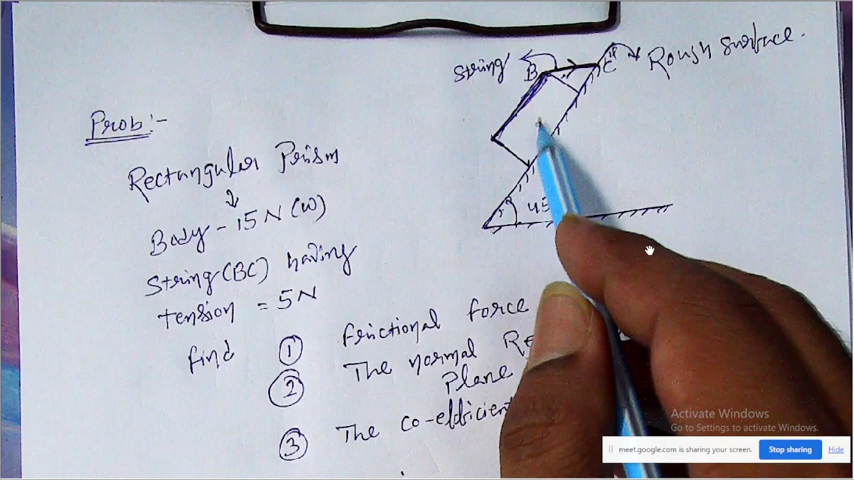 String B C Rough surface.
Prob:-
Rectangular Prism
Body - 15 N (W)
String (BC) having
tension = 5N
45
find ① frictional force
② The normal
Plane
③ The co-efficient
Activate Windows
Go to Settings to activate Windows.
meet.google.com is sharing your screen. Stop sharing Hide